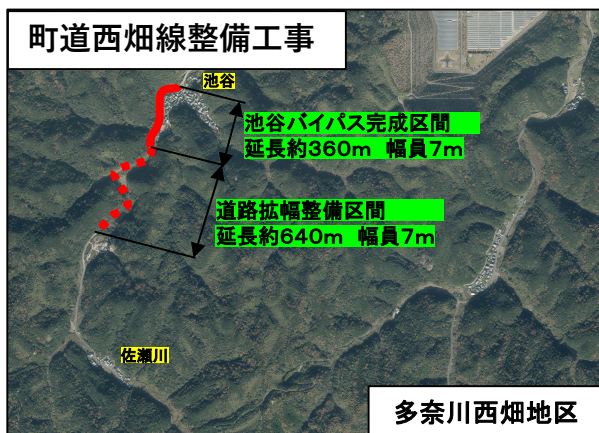 町道西畑線整備工事
池谷
池谷バイパス完成区間
延長約360m 幅員7m
道路拡幅整備区間
延長約640m 幅員7m
佐瀬川
多奈川西畑地区